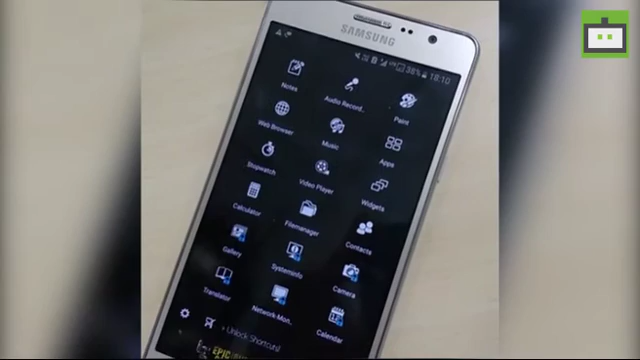 SAMSUNG
38% 18:10
Notes
Audio Record..
Paint
Web Browser
Music
Apps
Stopwatch
Video Player
Widgets
Calculator
Filemanager
Contacts
Gallery
Systeminfo
Camera
Translator
Network-Mon..
Calendar
> Unlock Shortcuts!
EPIC